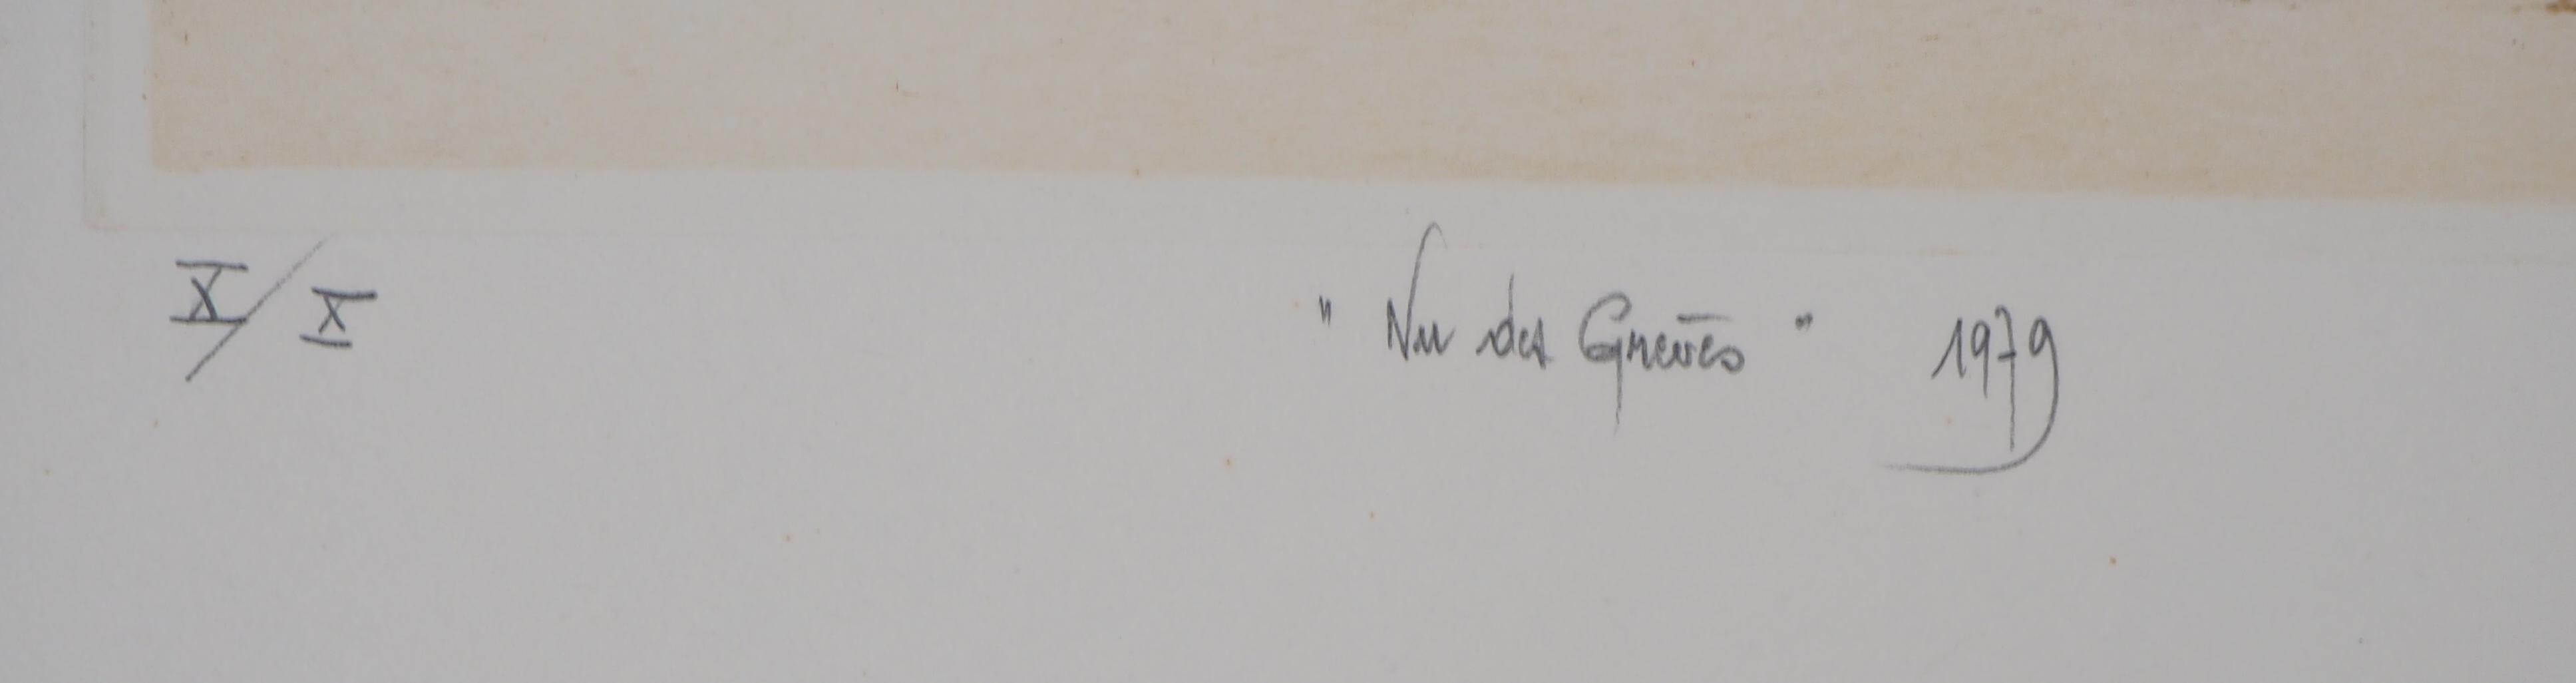 X/X "Nu des Grèves" 1979